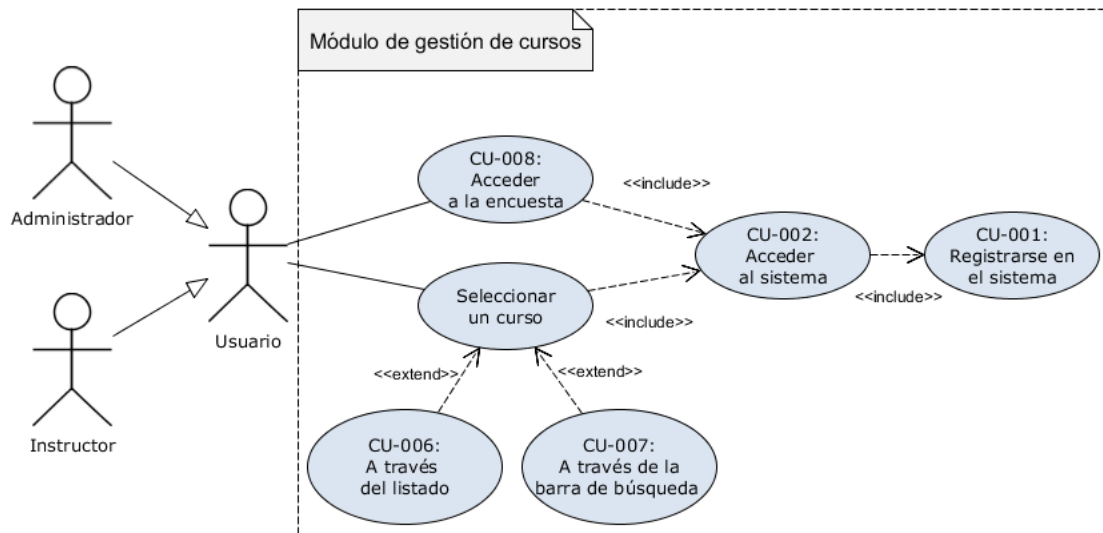 Módulo de gestión de cursos
Administrador
Instructor
Usuario
CU-008:
Acceder
a la encuesta
<<include>>
Seleccionar
un curso
<<include>>
CU-002:
Acceder
al sistema
<<include>>
CU-001:
Registrarse en
el sistema
<<extend>>
<<extend>>
CU-006:
A través
del listado
CU-007:
A través de la
barra de búsqueda